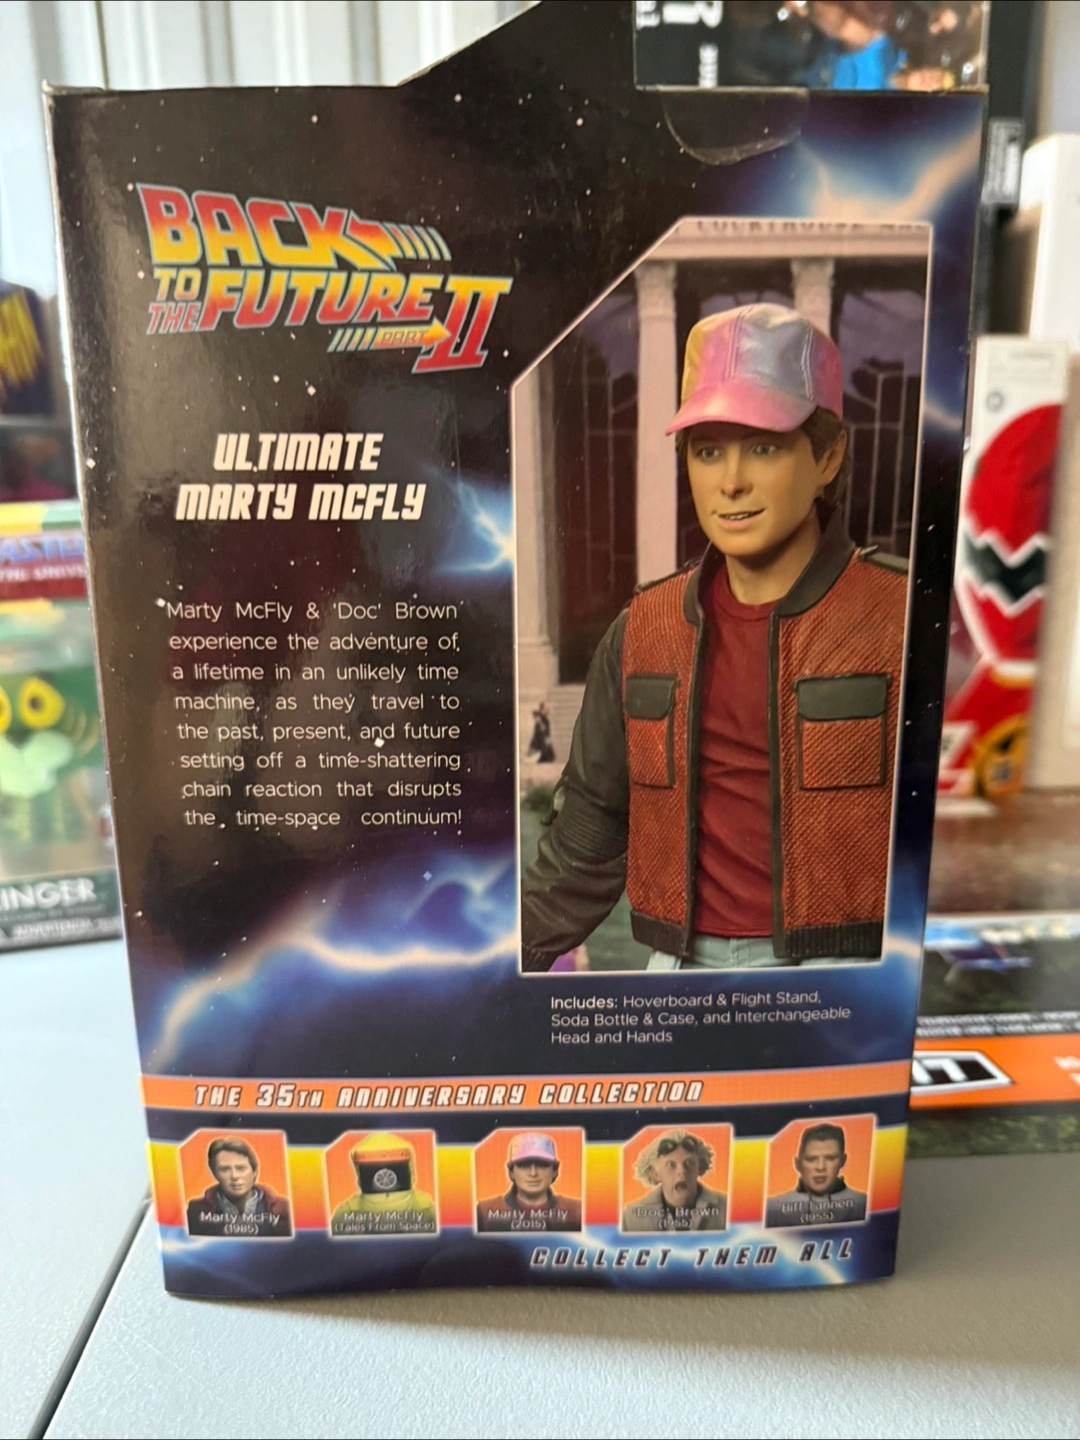 BACK
TO
THE FUTURE II
PART
ULTIMATE
MARTY MCFLY
Marty McFly & 'Doc' Brown
experience the adventure of
a lifetime in an unlikely time
machine, as they travel to
the past, present, and future
setting off a time-shattering
chain reaction that disrupts
the time-space continuum!
Includes: Hoverboard & Flight Stand,
Soda Bottle & Case, and Interchangeable
Head and Hands
THE 35TH ANNIVERSARY COLLECTION
Marty McFly
(1985)
Marty McFly
(Tales From Space)
Marty McFly
(2015)
'Doc' Brown
(1955)
Biff Tannen
(1955)
COLLECT THEM ALL